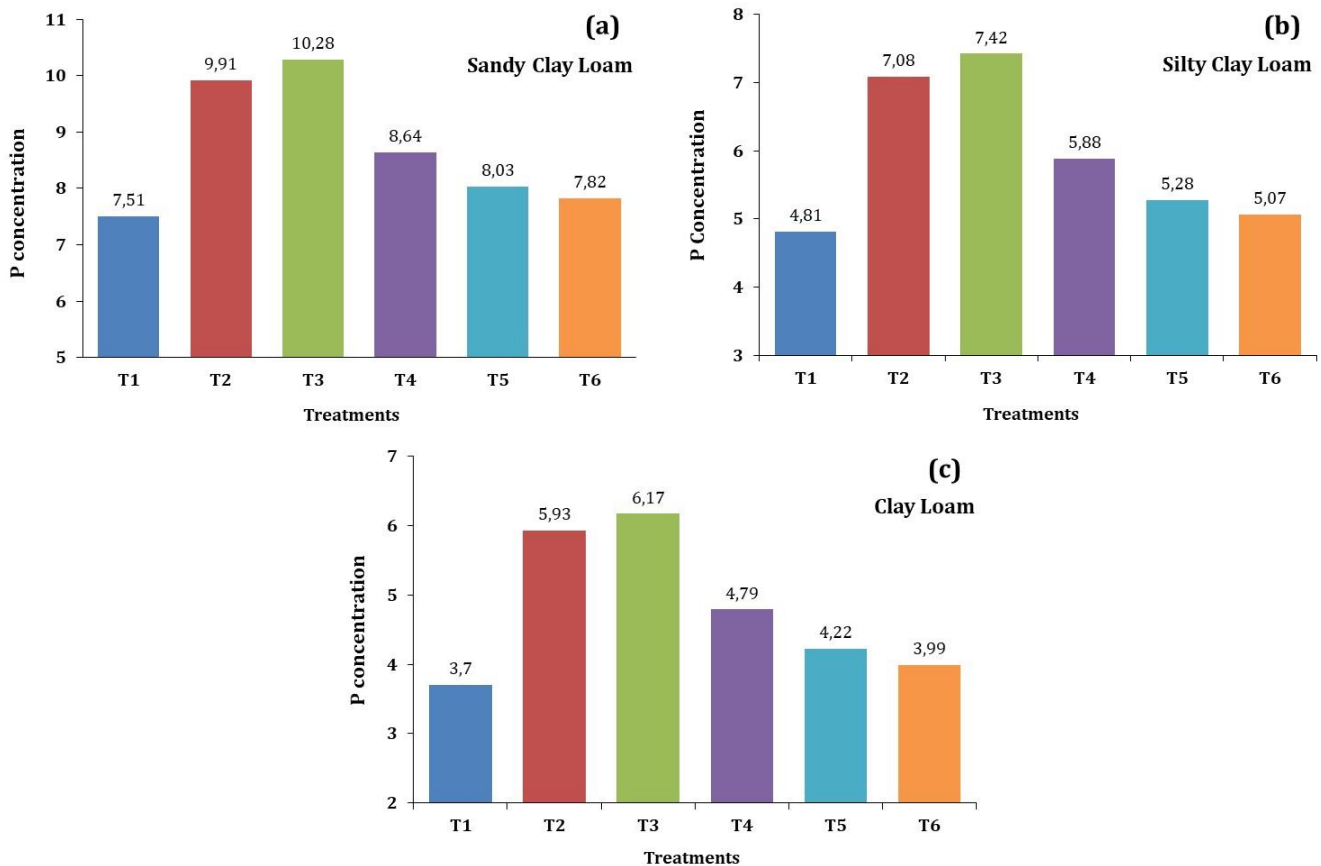 (a)
Sandy Clay Loam
P concentration
11
10
9
8
7
6
5
7,51
9,91
10,28
8,64
8,03
7,82
T1 T2 T3 T4 T5 T6
Treatments
(b)
Silty Clay Loam
P Concentration
8
7
6
5
4
3
4,81
7,08
7,42
5,88
5,28
5,07
T1 T2 T3 T4 T5 T6
Treatments
(c)
Clay Loam
P concentration
7
6
5
4
3
2
3,7
5,93
6,17
4,79
4,22
3,99
T1 T2 T3 T4 T5 T6
Treatments